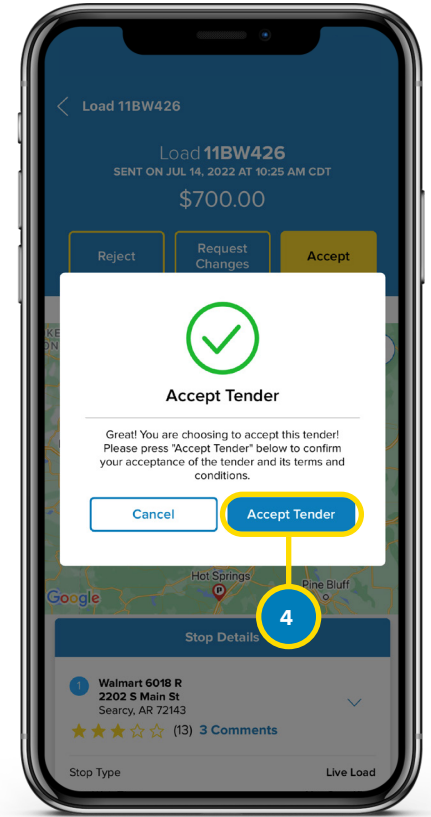 Load 11BW426
Load 11BW426
SENT ON JUL 14, 2022 AT 10:25 AM CDT
$700.00
Reject
Request
Changes
Accept
Accept Tender
Great! You are choosing to accept this tender!
Please press "Accept Tender" below to confirm
your acceptance of the tender and its terms and
conditions.
Cancel
Accept Tender
Hot Springs
P
Pine Bluff
Google
4
Stop Details
1
Walmart 6018 R
2202 S Main St
Searcy, AR 72143
(13) 3 Comments
Stop Type
Live Load